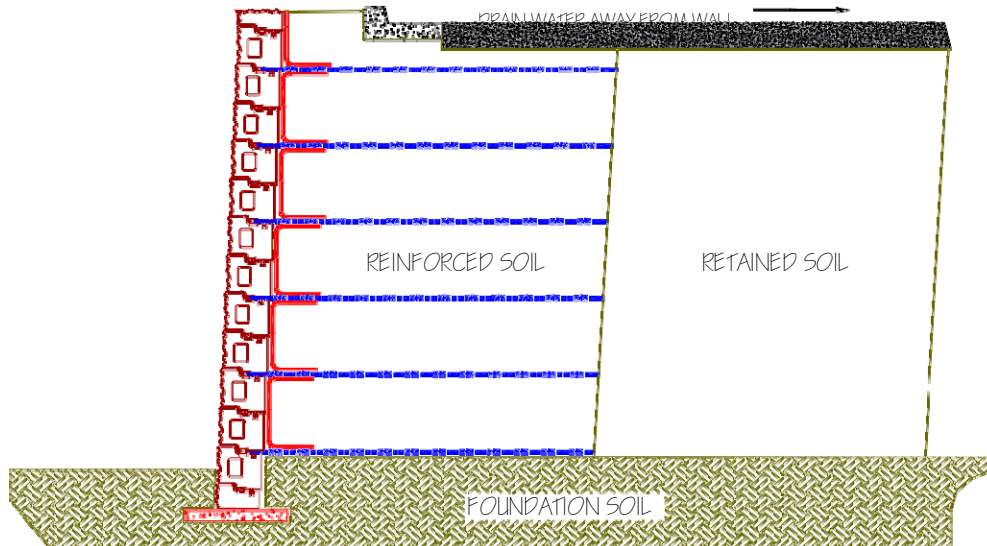 DRAIN WATER AWAY FROM WALL
REINFORCED SOIL
RETAINED SOIL
FOUNDATION SOIL